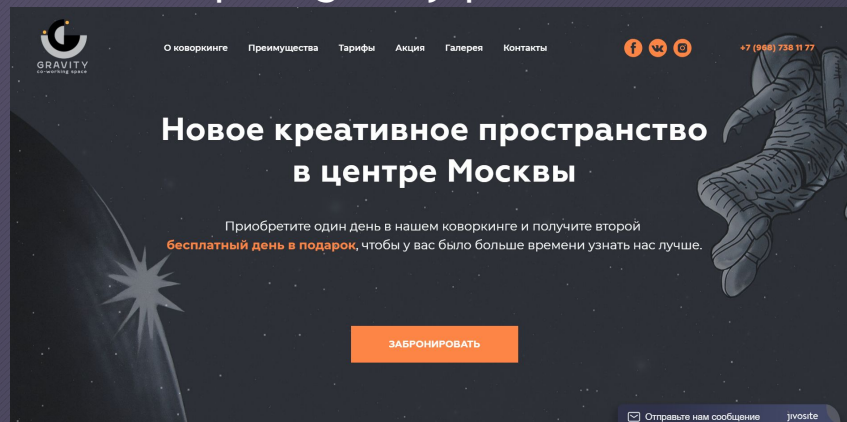 GRAVITY
co-working space
О коворкинге Преимущества Тарифы Акция Галерея Контакты
+7 (968) 738 11 77
Новое креативное пространство
в центре Москвы
Приобретите один день в нашем коворкинге и получите второй
бесплатный день в подарок, чтобы у вас было больше времени узнать нас лучше.
ЗАБРОНИРОВАТЬ
Отправьте нам сообщение jivosite